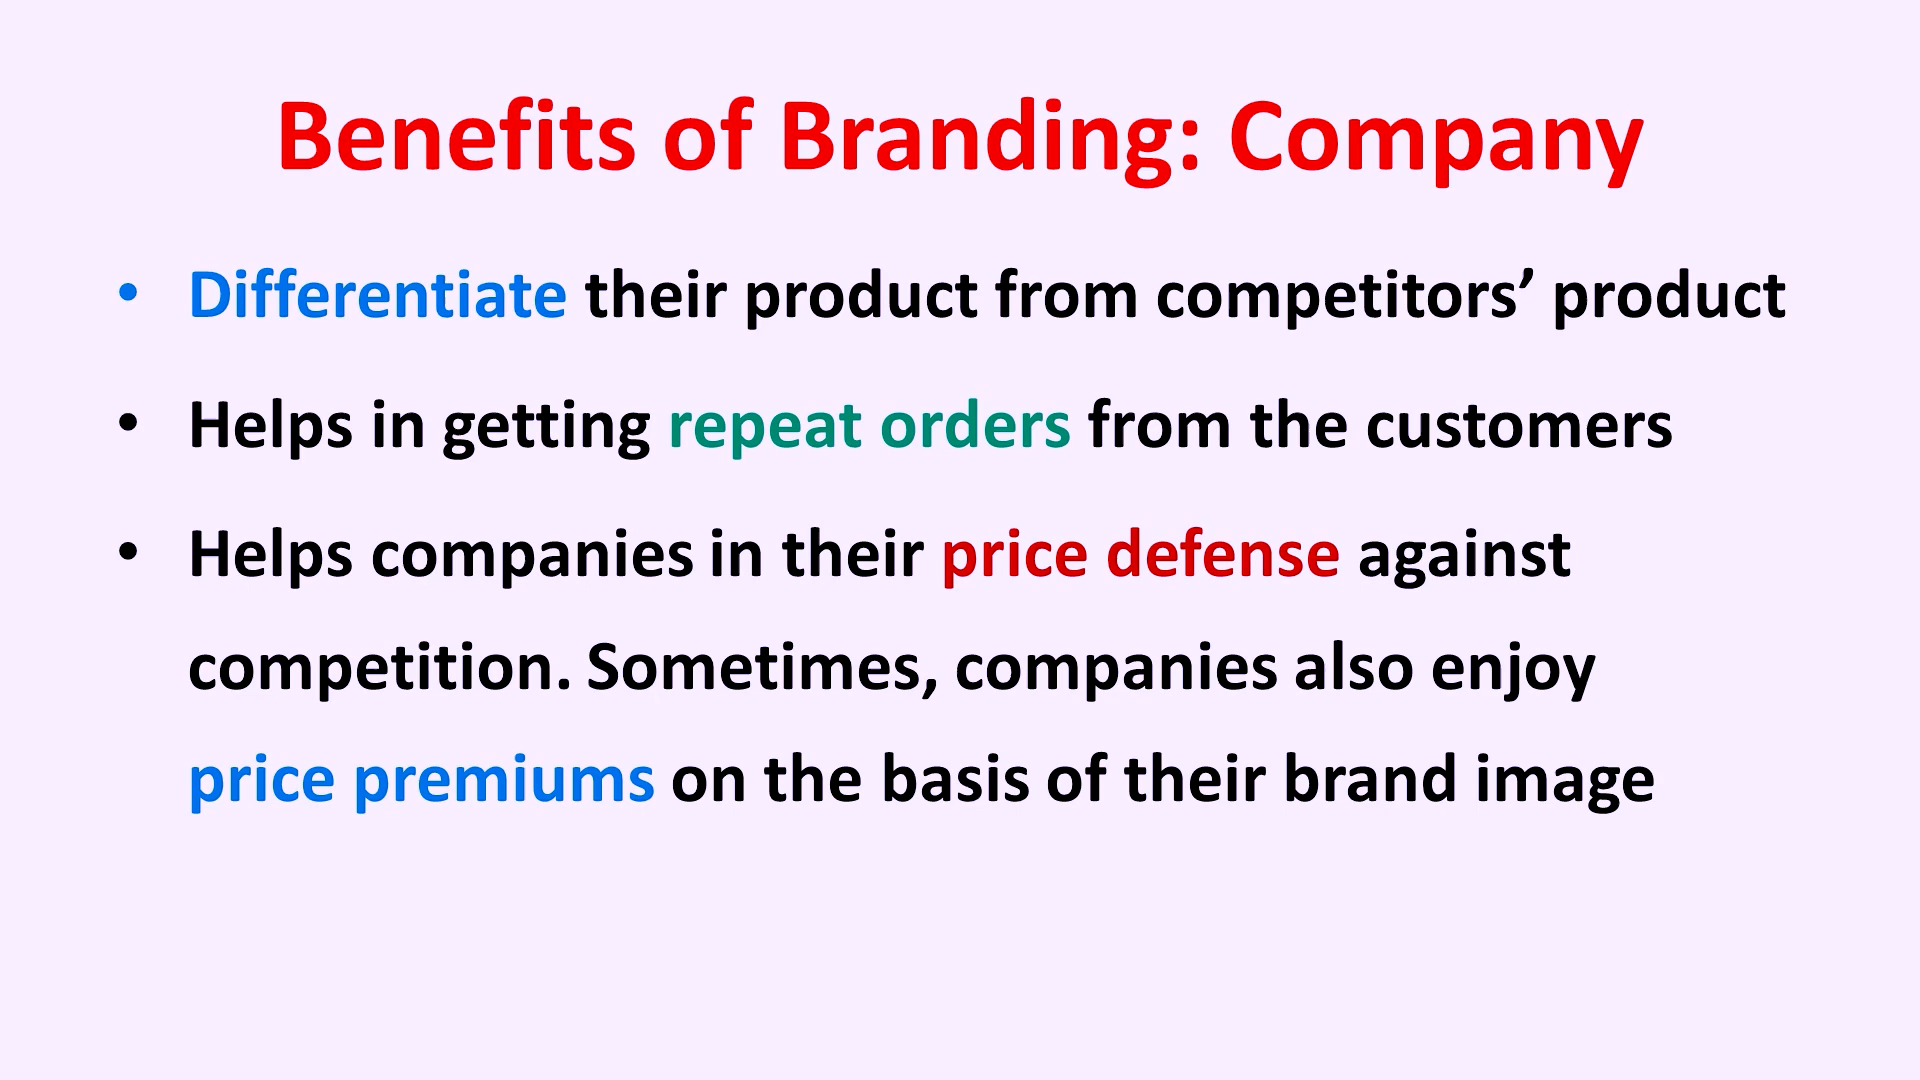 Benefits of Branding: Company
• Differentiate their product from competitors’ product
• Helps in getting repeat orders from the customers
• Helps companies in their price defense against
competition. Sometimes, companies also enjoy
price premiums on the basis of their brand image